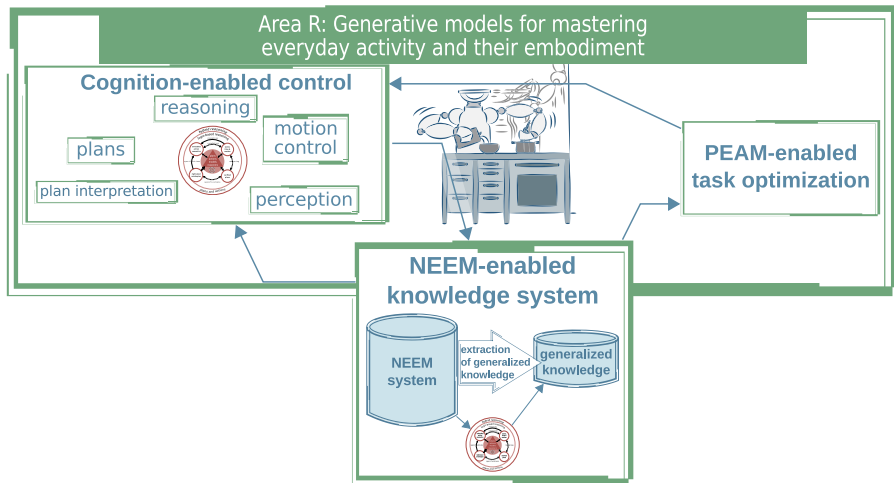 Area R: Generative models for mastering
everyday activity and their embodiment
Cognition-enabled control
reasoning
motion
control
plans
plan interpretation
perception
PEAM-enabled
task optimization
NEEM-enabled
knowledge system
NEEM
system
extraction
of generalized
knowledge
generalized
knowledge